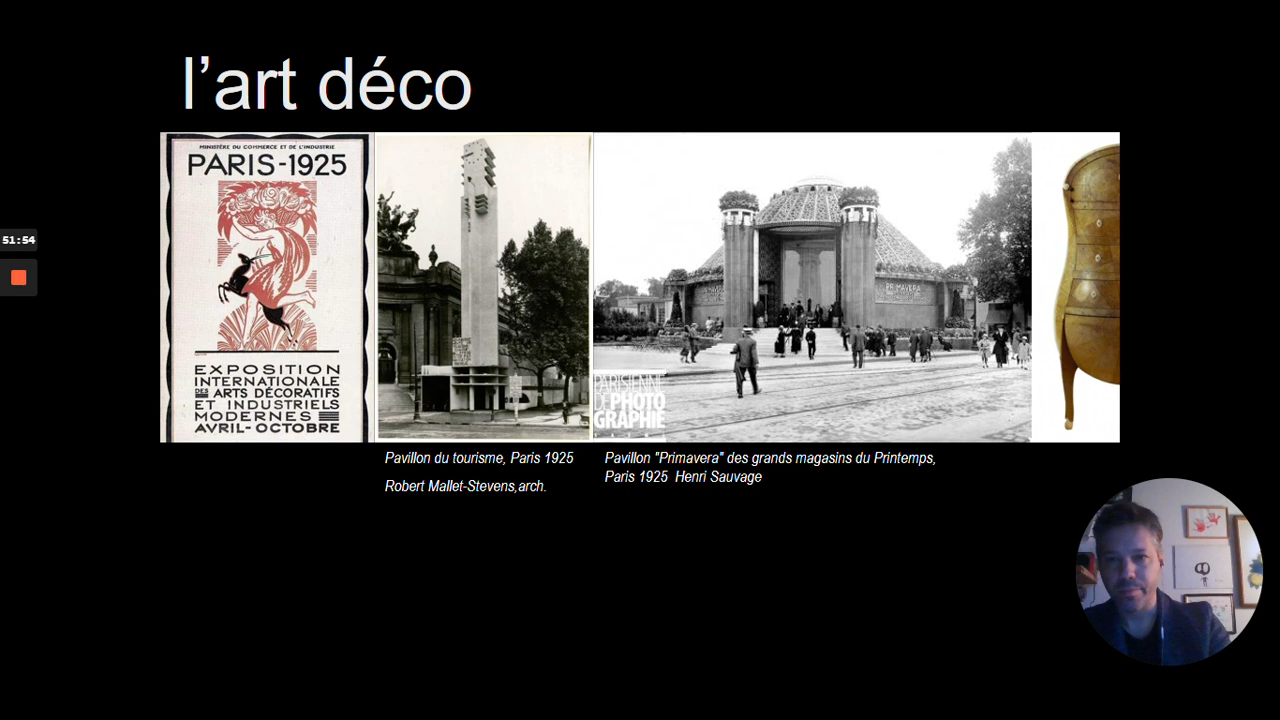 l’art déco
MINISTÈRE DU COMMERCE ET DE L'INDUSTRIE
PARIS-1925
EXPOSITION
INTERNATIONALE
DES ARTS DÉCORATIFS
ET INDUSTRIELS
MODERNES
AVRIL-OCTOBRE
PRIMAVERA
PARISIENNE
DE PHOTO
GRAPHIE
51:54
Pavillon du tourisme, Paris 1925
Robert Mallet-Stevens,arch.
Pavillon "Primavera" des grands magasins du Printemps,
Paris 1925 Henri Sauvage